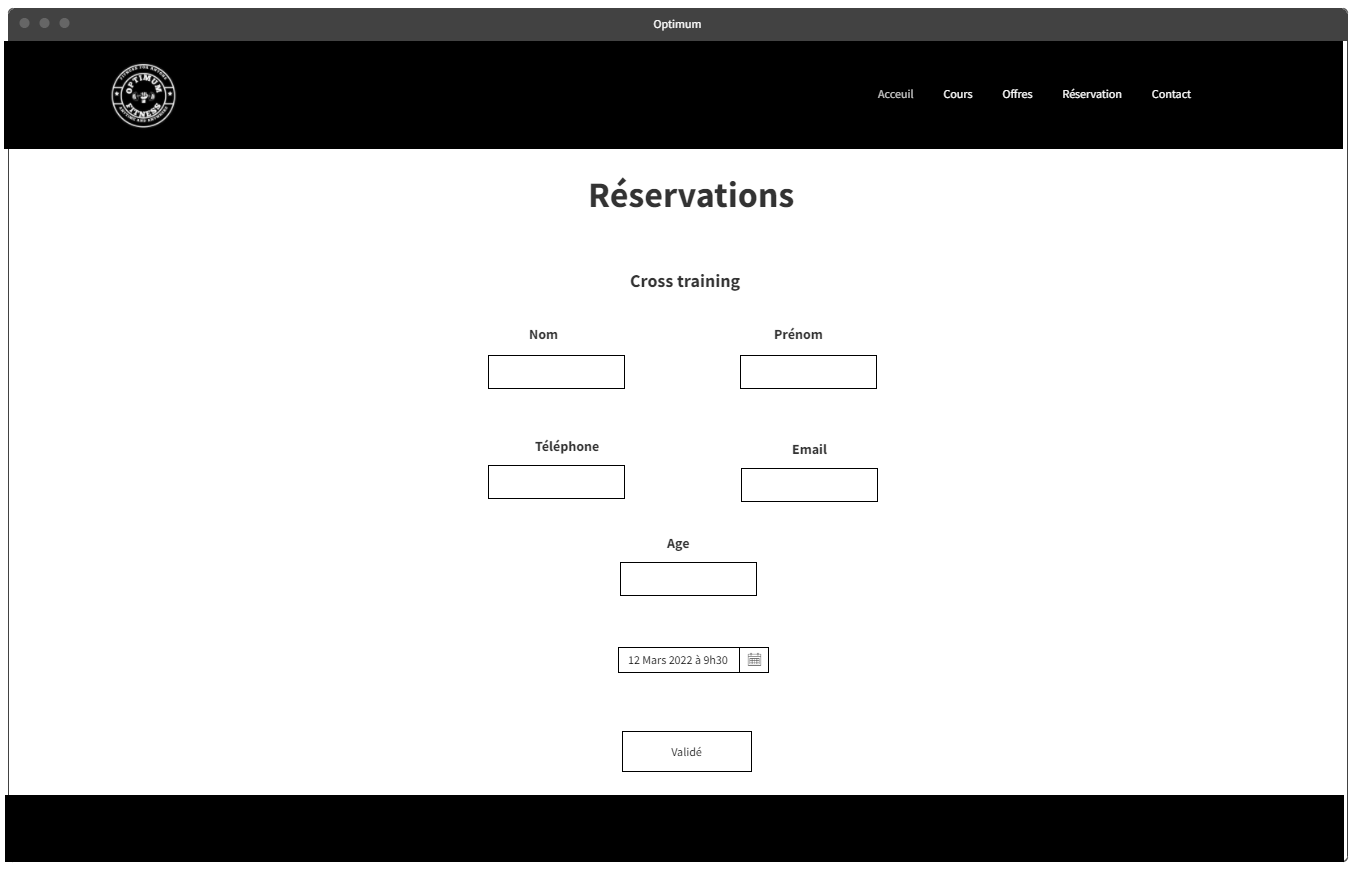 Optimum
OPTIMUM
FITNESS
Acceuil Cours Offres Réservation Contact
Réservations
Cross training
Nom Prénom
Téléphone Email
Age
12 Mars 2022 à 9h30
Validé